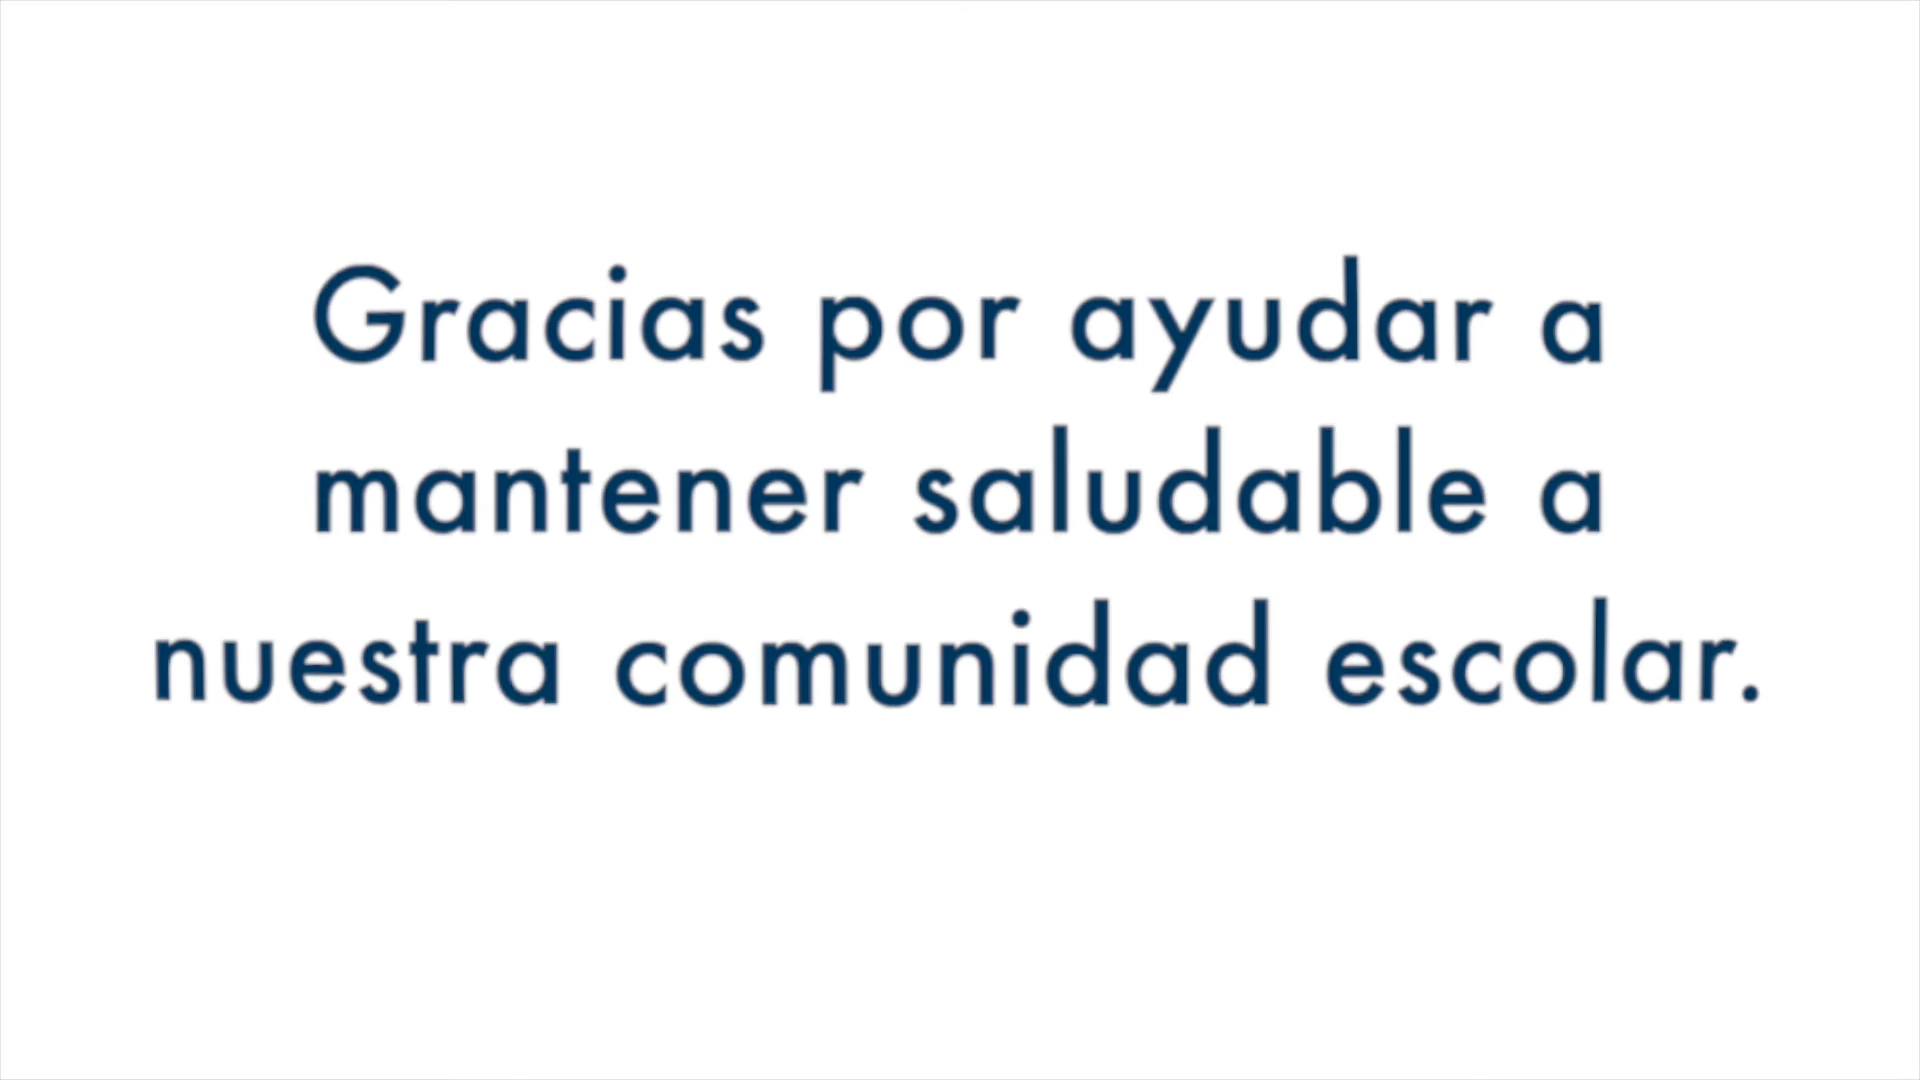 Gracias por ayudar a
mantener saludable a
nuestra comunidad escolar.